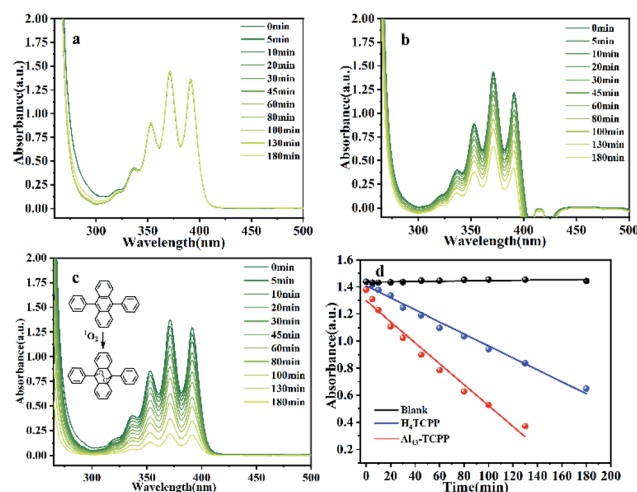 a
Absorbance(a.u.)
2.00
1.75
1.50
1.25
1.00
0.75
0.50
0.25
0.00
300
350
400
450
500
Wavelength(nm)
0min
5min
10min
20min
30min
45min
60min
80min
100min
130min
180min
b
Absorbance(a.u.)
2.00
1.75
1.50
1.25
1.00
0.75
0.50
0.25
0.00
300
350
400
450
500
Wavelength(nm)
0min
5min
10min
20min
30min
45min
60min
80min
100min
130min
180min
c
Absorbance(a.u.)
2.00
1.75
1.50
1.25
1.00
0.75
0.50
0.25
0.00
300
350
400
450
500
Wavelength(nm)
¹O₂
0min
5min
10min
20min
30min
45min
60min
80min
100min
130min
180min
d
Absorbance(a.u.)
1.6
1.4
1.2
1.0
0.8
0.6
0.4
0.2
0 20 40 60 80 100 120 140 160 180 200
Time(min)
Blank
H₄TCPP
Al₁₃-TCPP